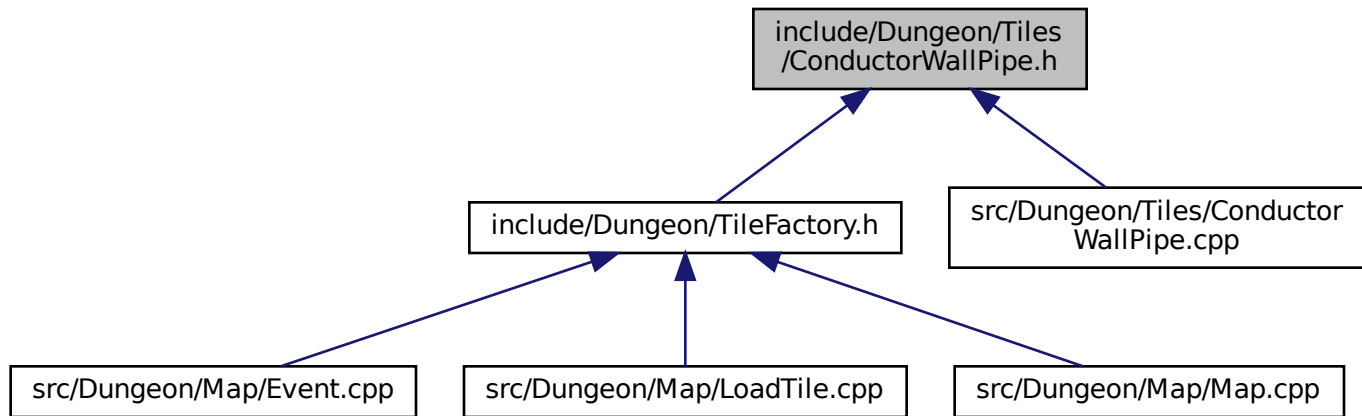 include/Dungeon/Tiles
/ConductorWallPipe.h
include/Dungeon/TileFactory.h
src/Dungeon/Tiles/Conductor
WallPipe.cpp
src/Dungeon/Map/Event.cpp
src/Dungeon/Map/LoadTile.cpp
src/Dungeon/Map/Map.cpp